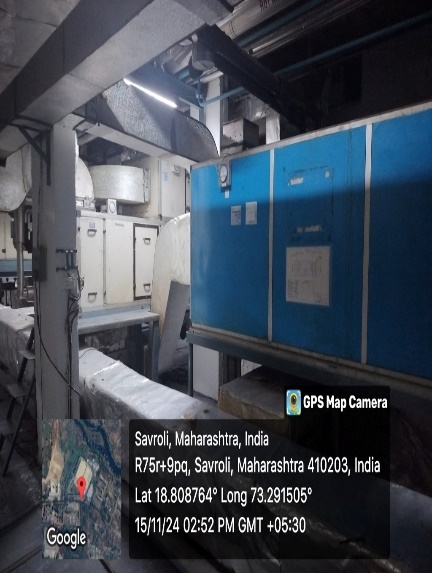 GPS Map Camera
Savroli, Maharashtra, India
R75r+9pq, Savroli, Maharashtra 410203, India
Lat 18.808764° Long 73.291505°
15/11/24 02:52 PM GMT +05:30
Google